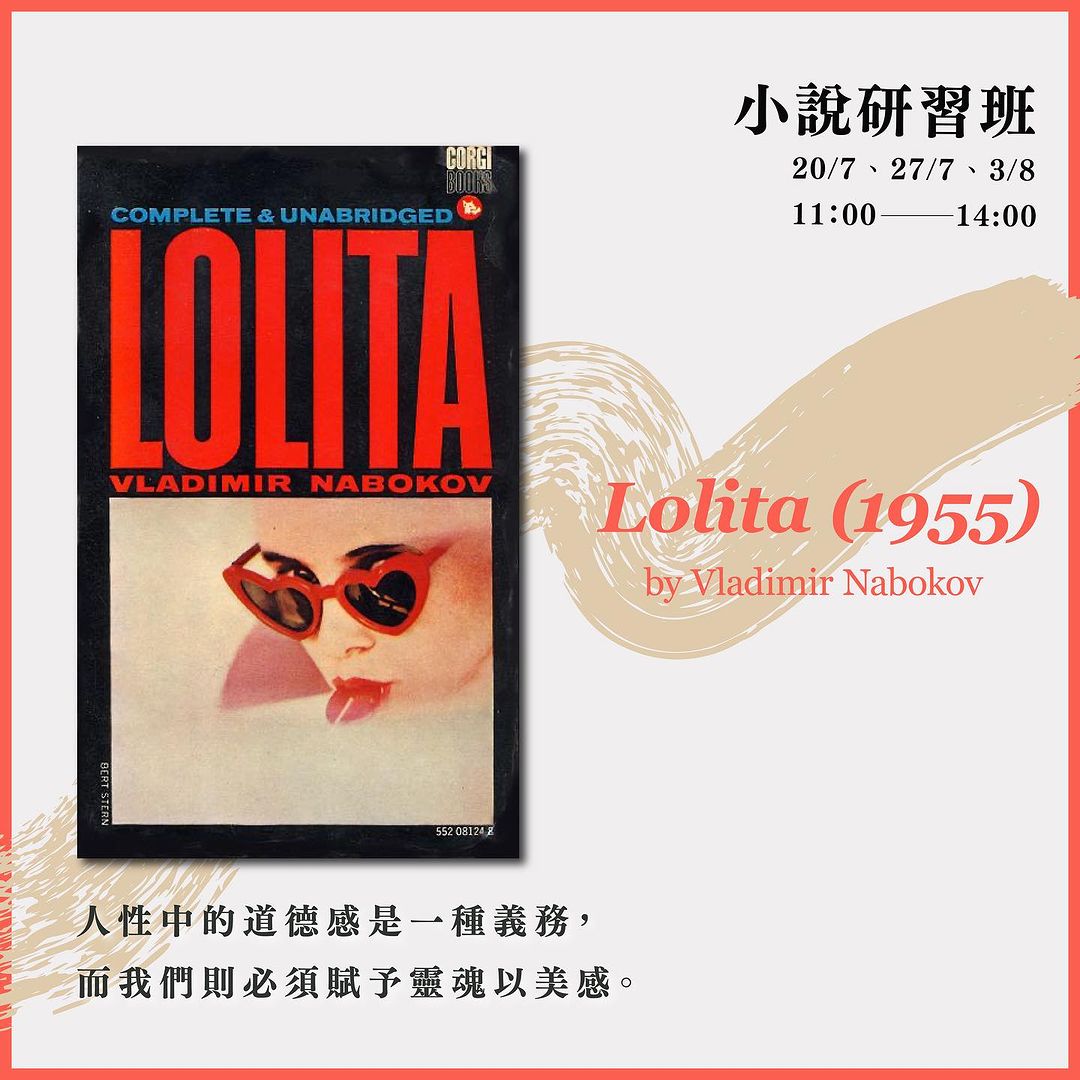 小說研習班
20/7、27/7、3/8
11:00——14:00
CORGI
BOOKS
COMPLETE & UNABRIDGED
LOLITA
VLADIMIR NABOKOV
BERT STERN
552 08124 8
Lolita (1955)
by Vladimir Nabokov
人性中的道德感是一種義務，
而我們則必須賦予靈魂以美感。